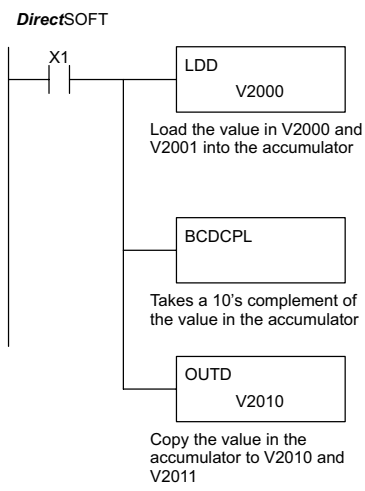 DirectSOFT
X1
LDD
V2000
Load the value in V2000 and
V2001 into the accumulator
BCDCPL
Takes a 10's complement of
the value in the accumulator
OUTD
V2010
Copy the value in the
accumulator to V2010 and
V2011